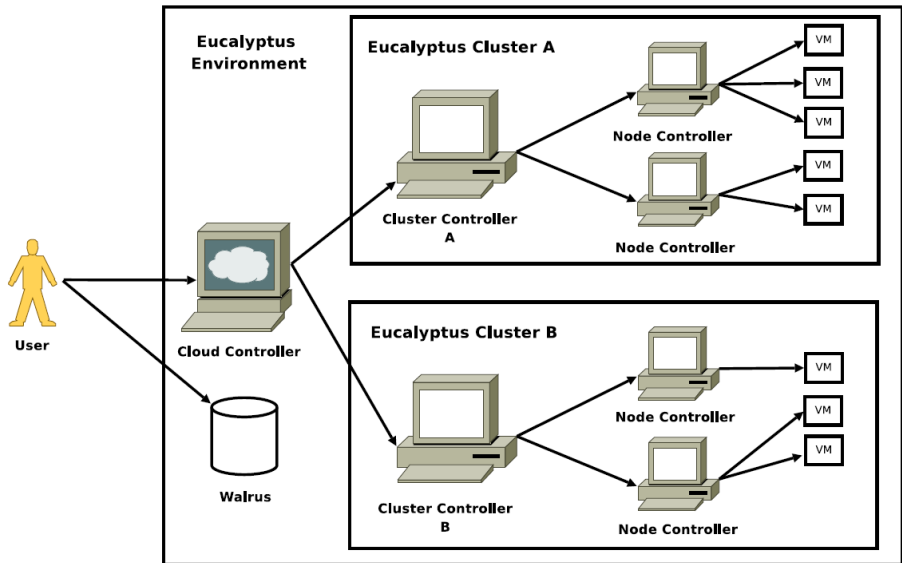 Eucalyptus
Environment
Eucalyptus Cluster A
VM
VM
VM
Node Controller
VM
VM
Node Controller
Cluster Controller
A
User
Cloud Controller
Walrus
Eucalyptus Cluster B
VM
Node Controller
VM
VM
Node Controller
Cluster Controller
B